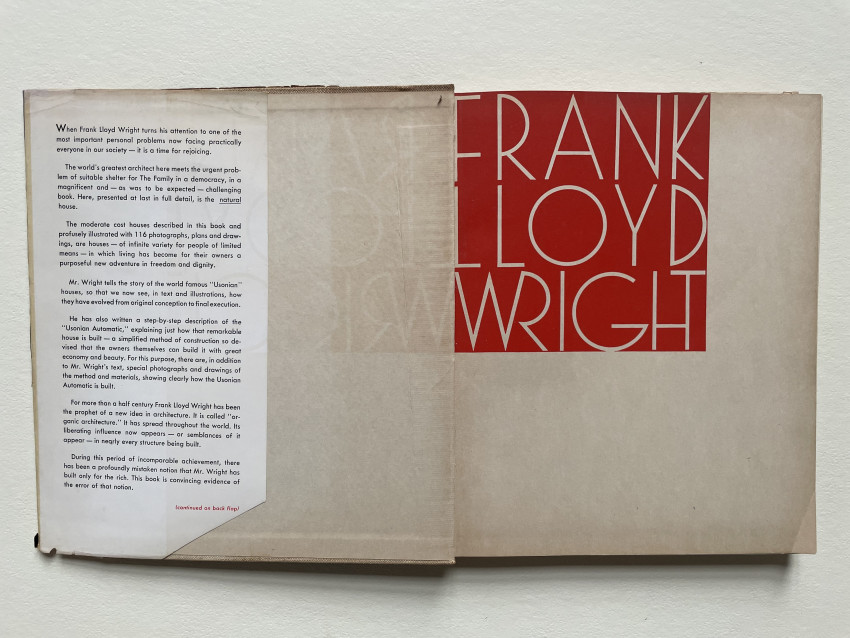 When Frank Lloyd Wright turns his attention to one of the
most important personal problems now facing practically
everyone in our society — it is a time for rejoicing.
The world's greatest architect here meets the urgent prob-
lem of suitable shelter for The Family in a democracy, in a
magnificent and — as was to be expected — challenging
book. Here, presented at last in full detail, is the natural
house.
The moderate cost houses described in this book and
profusely illustrated with 116 photographs, plans and draw-
ings, are houses — of infinite variety for people of limited
means — in which living has become for their owners a
purposeful new adventure in freedom and dignity.
Mr. Wright tells the story of the world famous "Usonian"
houses, so that we now see, in text and illustrations, how
they have evolved from original conception to final execution.
He has also written a step-by-step description of the
"Usonian Automatic," explaining just how that remarkable
house is built — a simplified method of construction so de-
vised that the owners themselves can build it with great
economy and beauty. For this purpose, there are, in addition
to Mr. Wright's text, special photographs and drawings of
the method and materials, showing clearly how the Usonian
Automatic is built.
For more than a half century Frank Lloyd Wright has been
the prophet of a new idea in architecture. It is called "or-
ganic architecture." It has spread throughout the world. Its
liberating influence now appears — or semblances of it
appear — in nearly every structure being built.
During this period of incomparable achievement, there
has been a profoundly mistaken notion that Mr. Wright has
built only for the rich. This book is convincing evidence of
the error of that notion.
(continued on back flap)
FRANK
LLOYD
WRIGHT